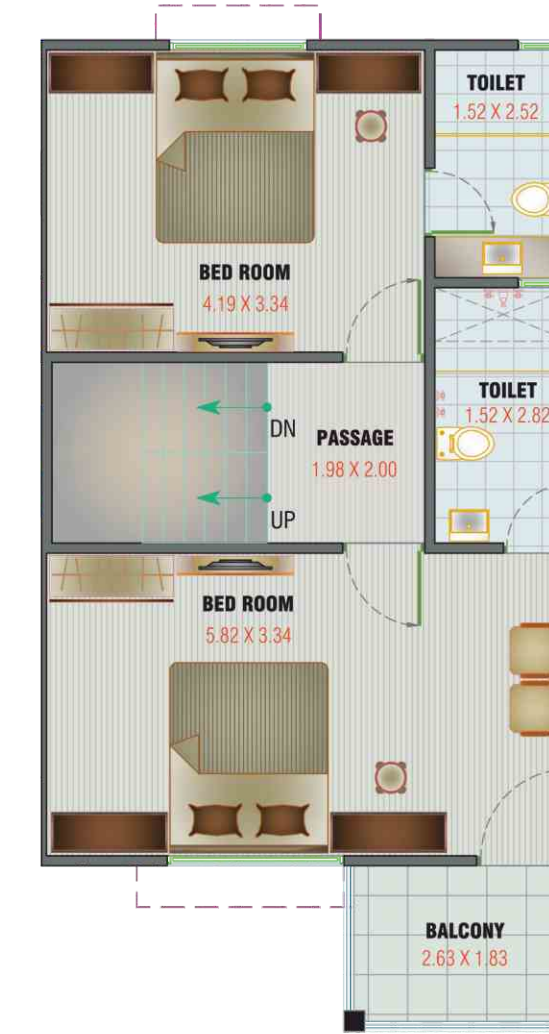 TOILET
1.52 X 2.52
BED ROOM
4.19 X 3.34
TOILET
1.52 X 2.82
DN
PASSAGE
1.98 X 2.00
UP
BED ROOM
5.82 X 3.34
BALCONY
2.63 X 1.83